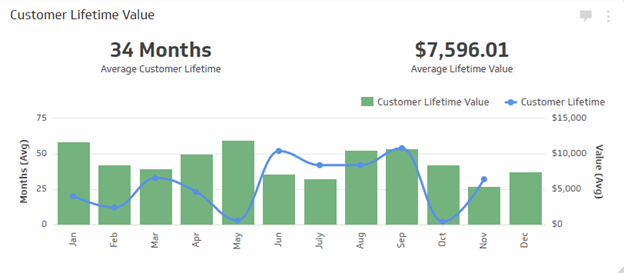 Customer Lifetime Value
34 Months
Average Customer Lifetime
$7,596.01
Average Lifetime Value
Customer Lifetime Value
Customer Lifetime
Months (Avg)
75
50
25
0
$15,000
$10,000
$5,000
$0
Value (Avg)
Jan
Feb
Mar
Apr
May
Jun
July
Aug
Sep
Oct
Nov
Dec